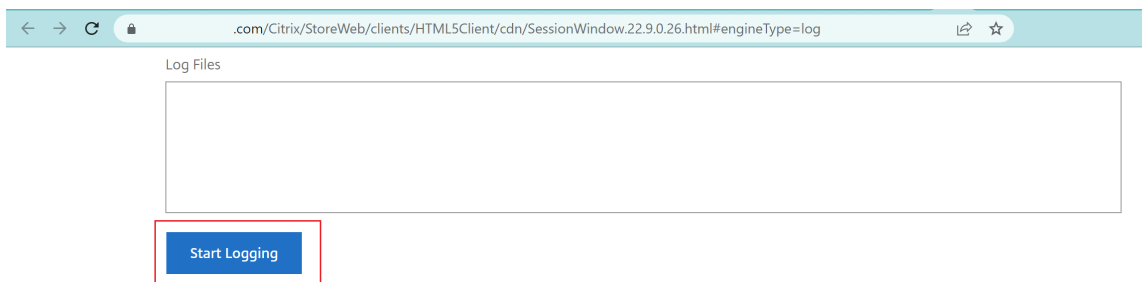 .com/Citrix/StoreWeb/clients/HTML5Client/cdn/SessionWindow.22.9.0.26.html#engineType=log
Log Files
Start Logging